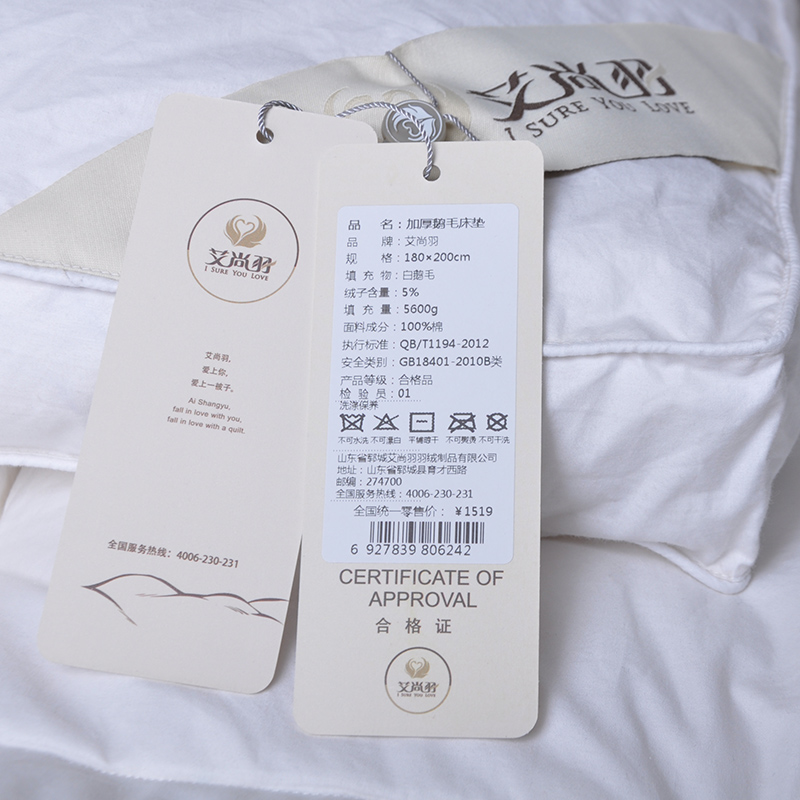 艾尚羽
I SURE YOU LOVE
艾尚羽
I SURE YOU LOVE
艾尚羽,
爱上你,
爱上一被子。
Ai Shangyu,
fall in love with you,
fall in love with a quilt.
全国服务热线: 4006-230-231
品 名: 加厚鹅毛床垫
品 牌: 艾尚羽
规 格: 180×200cm
填 充 物: 白鹅毛
绒子含量: 5%
填 充 量: 5600g
面料成分: 100%棉
执行标准: QB/T1194-2012
安全类别: GB18401-2010B类
产品等级: 合格品
检 验 员: 01
洗涤保养
不可水洗 不可漂白 平铺晾干 不可熨烫 不可干洗
山东省郓城艾尚羽羽绒制品有限公司
地址: 山东省郓城县育才西路
邮编: 274700
全国服务热线: 4006-230-231
全国统一零售价: ¥1519
6 927839 806242
CERTIFICATE OF
APPROVAL
合格证
艾尚羽
I SURE YOU LOVE